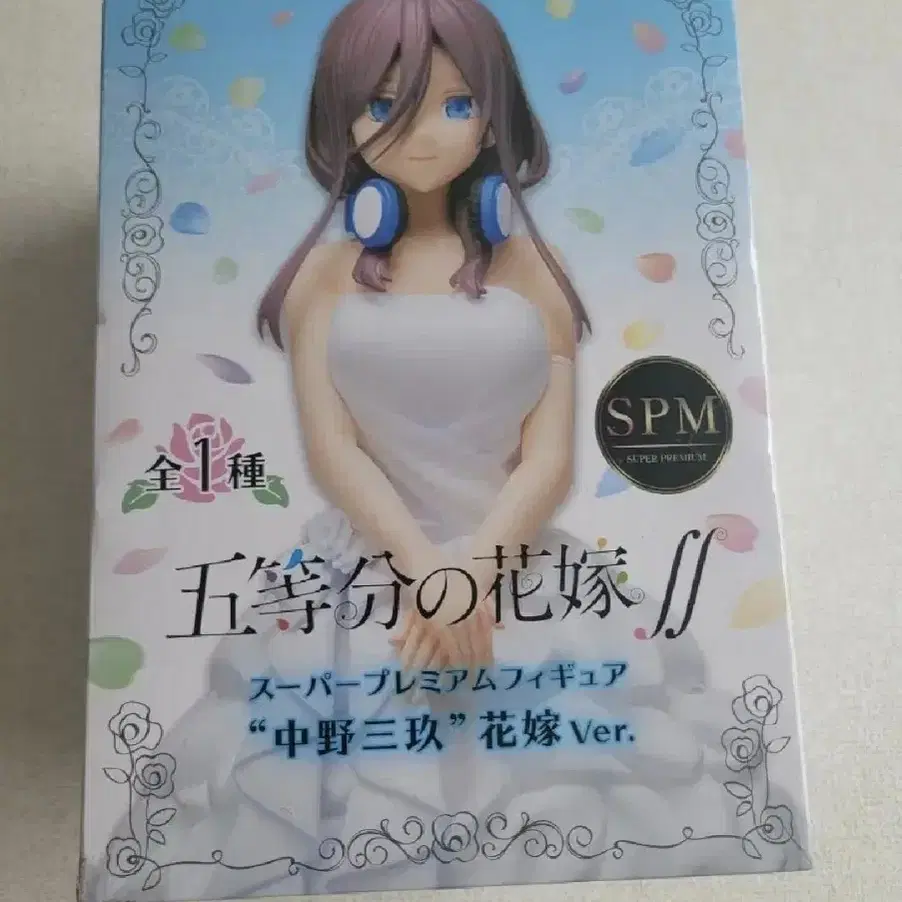 SPM
SUPER PREMIUM
全1種
五等分の花嫁∬
スーパープレミアムフィギュア
“中野三玖”花嫁Ver.